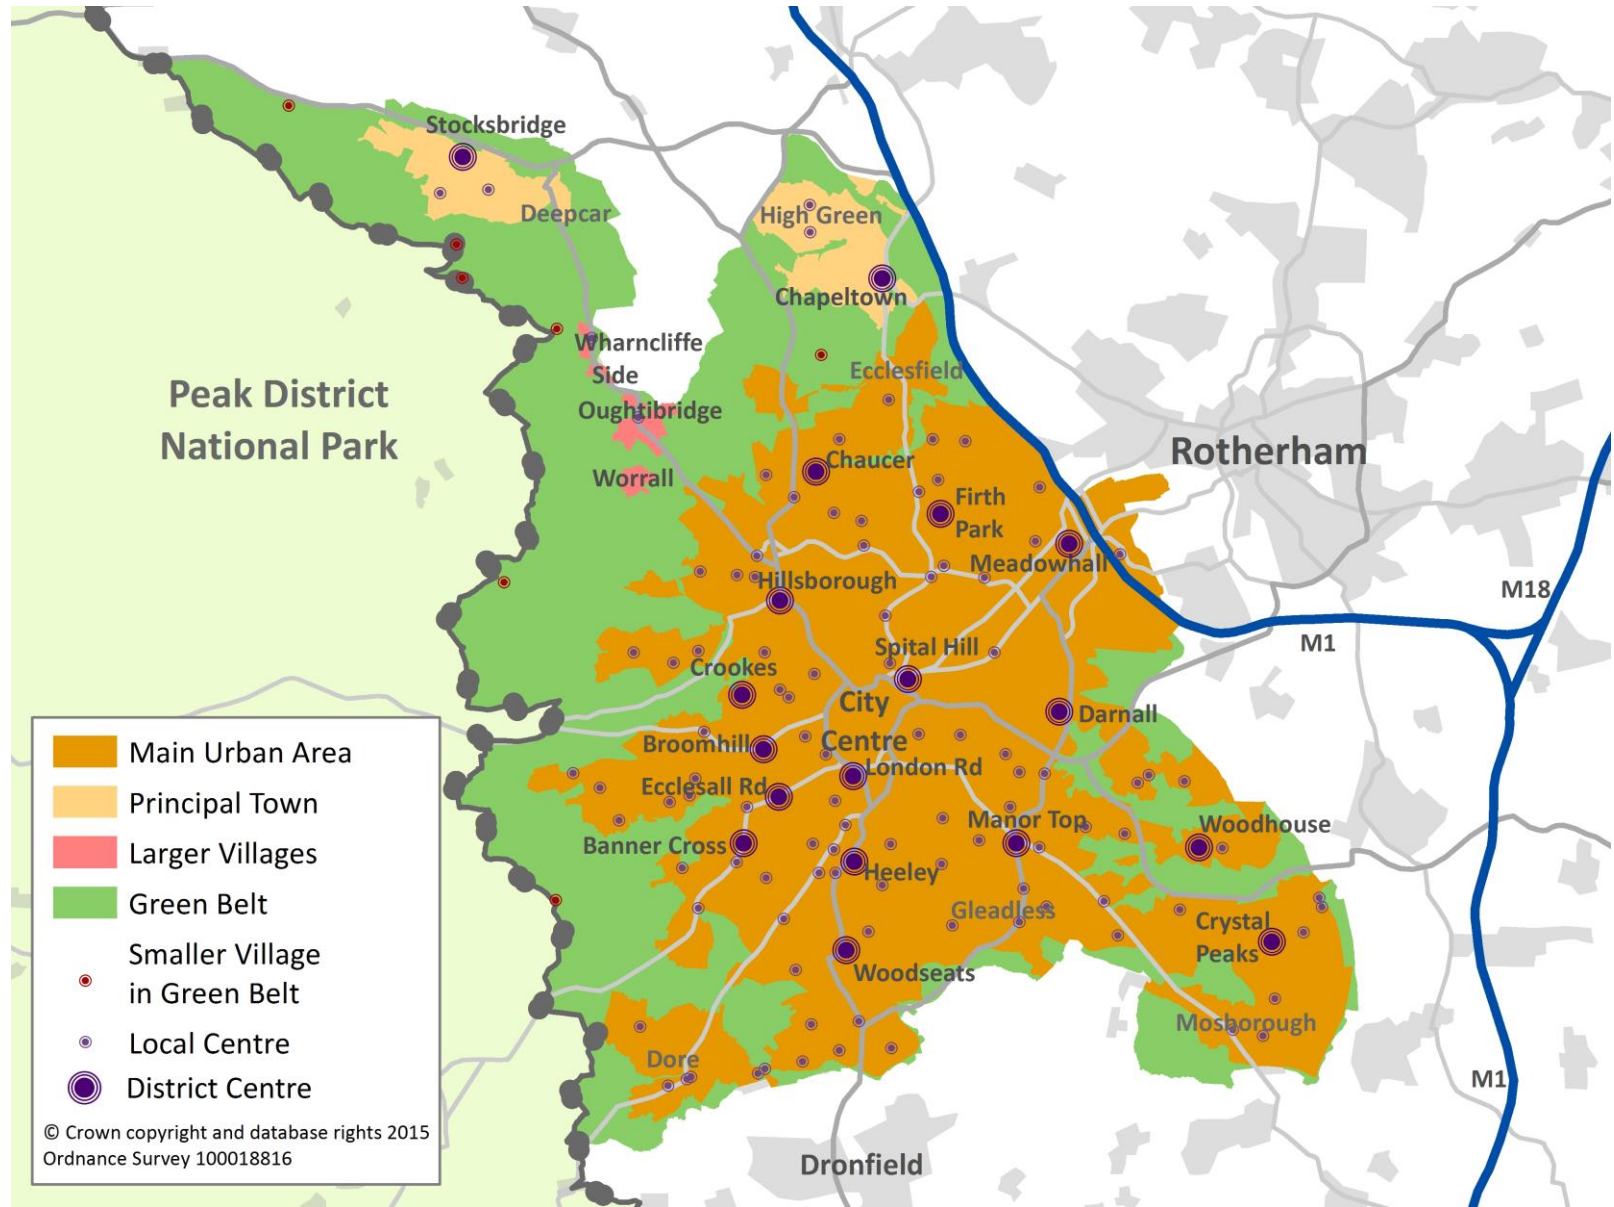 Stocksbridge
Deepcar
High Green
Chapeltown
Wharncliffe
Side
Ecclesfield
Peak District
National Park
Oughtibridge
Worrall
Chaucer
Rotherham
Firth
Park
Meadowhall
Hillsborough
M18
M1
Spital Hill
Crookes
City
Centre
Darnall
Broomhill
London Rd
Ecclesall Rd
Manor Top
Woodhouse
Banner Cross
Heeley
Gleadless
Crystal
Peaks
Woodseats
Mosborough
Dore
M1
Dronfield
Main Urban Area
Principal Town
Larger Villages
Green Belt
Smaller Village
in Green Belt
Local Centre
District Centre
© Crown copyright and database rights 2015
Ordnance Survey 100018816